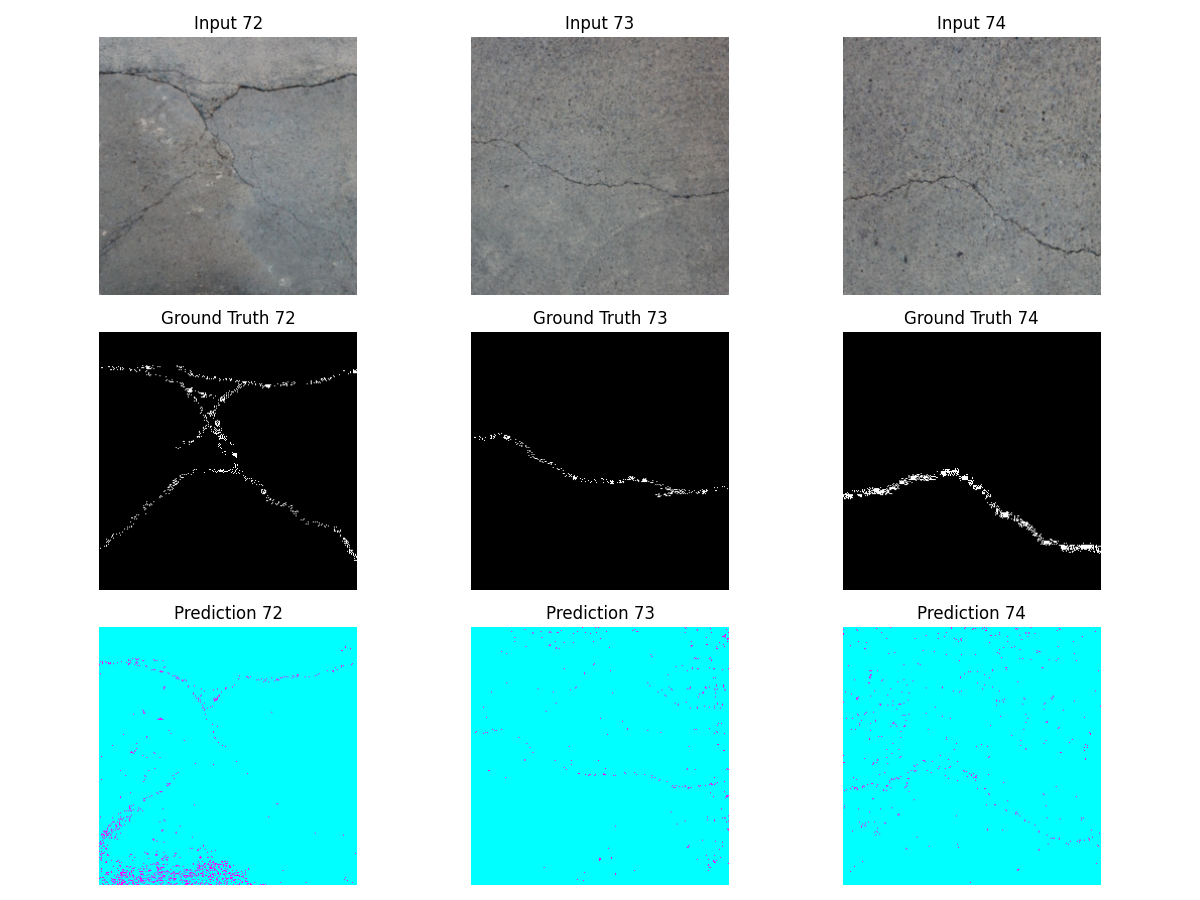 Input 72
Input 73
Input 74
Ground Truth 72
Ground Truth 73
Ground Truth 74
Prediction 72
Prediction 73
Prediction 74